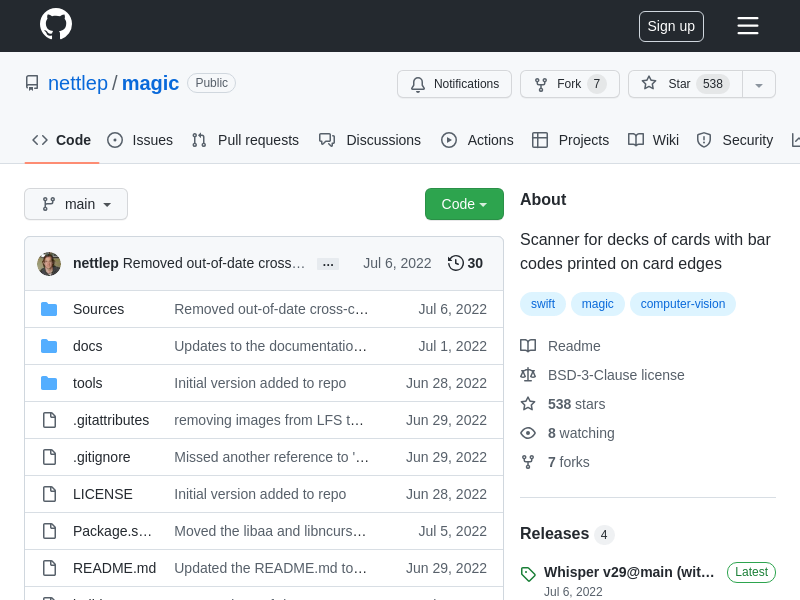 Sign up
nettlep / magic Public
Notifications Fork 7 Star 538
Code Issues Pull requests Discussions Actions Projects Wiki Security
main Code
nettlep Removed out-of-date cross… … Jul 6, 2022 30
Sources Removed out-of-date cross-c… Jul 6, 2022
docs Updates to the documentatio… Jul 1, 2022
tools Initial version added to repo Jun 28, 2022
.gitattributes removing images from LFS t… Jun 29, 2022
.gitignore Missed another reference to '… Jun 29, 2022
LICENSE Initial version added to repo Jun 28, 2022
Package.s… Moved the libaa and libncurs… Jul 5, 2022
README.md Updated the README.md to… Jun 29, 2022
About
Scanner for decks of cards with bar
codes printed on card edges
swift magic computer-vision
Readme
BSD-3-Clause license
538 stars
8 watching
7 forks
Releases 4
Whisper v29@main (wit… Latest
Jul 6, 2022